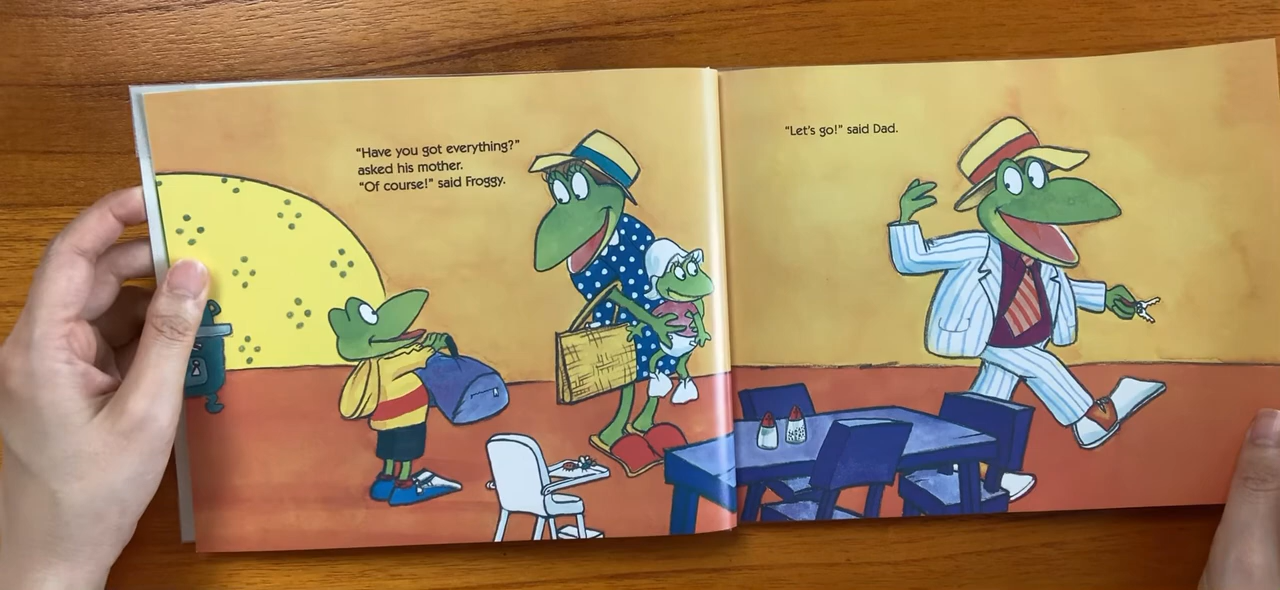 “Have you got everything?”
asked his mother.
“Of course!” said Froggy.
“Let’s go!” said Dad.